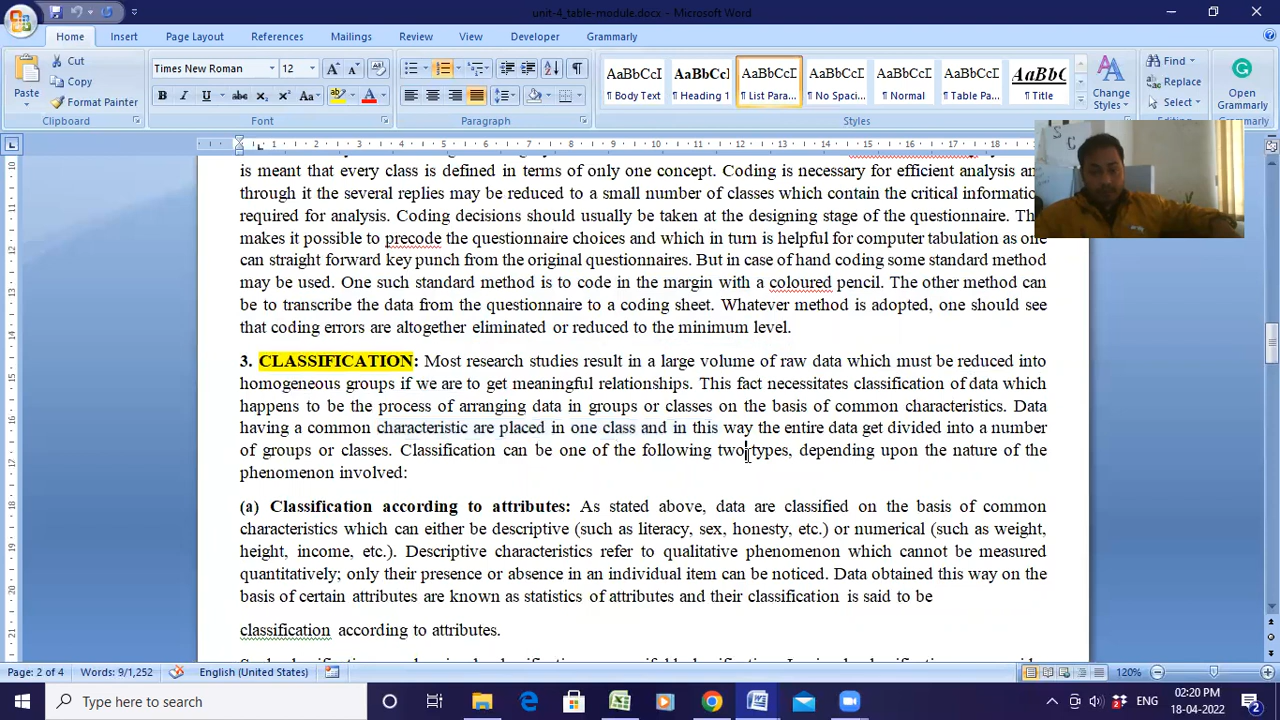 unit-4_table-module.docx - Microsoft Word
Home Insert Page Layout References Mailings Review View Developer Grammarly
Paste Cut Copy Format Painter Clipboard
Times New Roman 12 Font
Paragraph
AaBbCcI AaBbCc AaBbCcI AaBbCcI AaBbCcI AaBbCcI AaBbC
Body Text Heading 1 List Para... No Spaci... Normal Table Pa... Title
Change Styles Styles
Find Replace Select Editing
Open Grammarly Grammarly
is meant that every class is defined in terms of only one concept. Coding is necessary for efficient analysis and
through it the several replies may be reduced to a small number of classes which contain the critical information
required for analysis. Coding decisions should usually be taken at the designing stage of the questionnaire.
makes it possible to precode the questionnaire choices and which in turn is helpful for computer tabulation as one
can straight forward key punch from the original questionnaires. But in case of hand coding some standard method
may be used. One such standard method is to code in the margin with a coloured pencil. The other method can
be to transcribe the data from the questionnaire to a coding sheet. Whatever method is adopted, one should see
that coding errors are altogether eliminated or reduced to the minimum level.
3. CLASSIFICATION: Most research studies result in a large volume of raw data which must be reduced into
homogeneous groups if we are to get meaningful relationships. This fact necessitates classification of data which
happens to be the process of arranging data in groups or classes on the basis of common characteristics. Data
having a common characteristic are placed in one class and in this way the entire data get divided into a number
of groups or classes. Classification can be one of the following two types, depending upon the nature of the
phenomenon involved:
(a) Classification according to attributes: As stated above, data are classified on the basis of common
characteristics which can either be descriptive (such as literacy, sex, honesty, etc.) or numerical (such as weight,
height, income, etc.). Descriptive characteristics refer to qualitative phenomenon which cannot be measured
quantitatively; only their presence or absence in an individual item can be noticed. Data obtained this way on the
basis of certain attributes are known as statistics of attributes and their classification is said to be
classification according to attributes.
Page: 2 of 4 Words: 9/1,252 English (United States) 120%
Type here to search
02:20 PM
18-04-2022